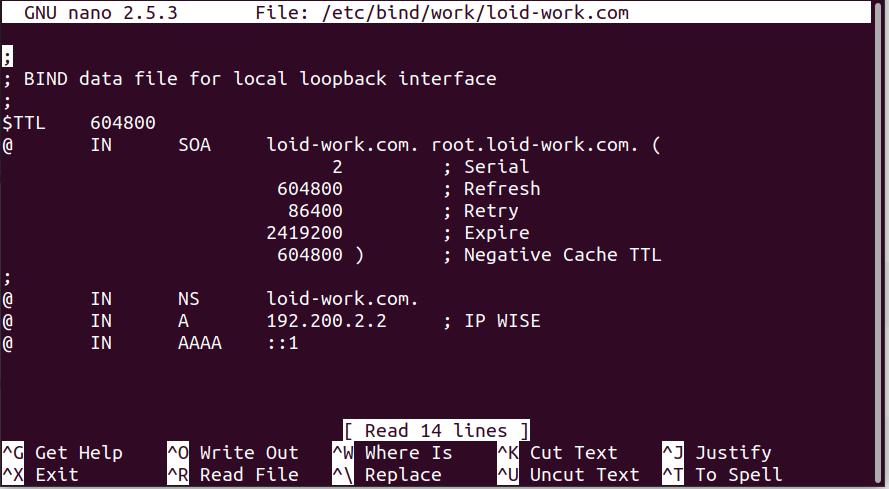 GNU nano 2.5.3 File: /etc/bind/work/loid-work.com
;
; BIND data file for local loopback interface
;
$TTL 604800
@ IN SOA loid-work.com. root.loid-work.com. (
2 ; Serial
604800 ; Refresh
86400 ; Retry
2419200 ; Expire
604800 ) ; Negative Cache TTL
;
@ IN NS loid-work.com.
@ IN A 192.200.2.2 ; IP WISE
@ IN AAAA ::1
[ Read 14 lines ]
^G Get Help ^O Write Out ^W Where Is ^K Cut Text ^J Justify
^X Exit ^R Read File ^\ Replace ^U Uncut Text ^T To Spell